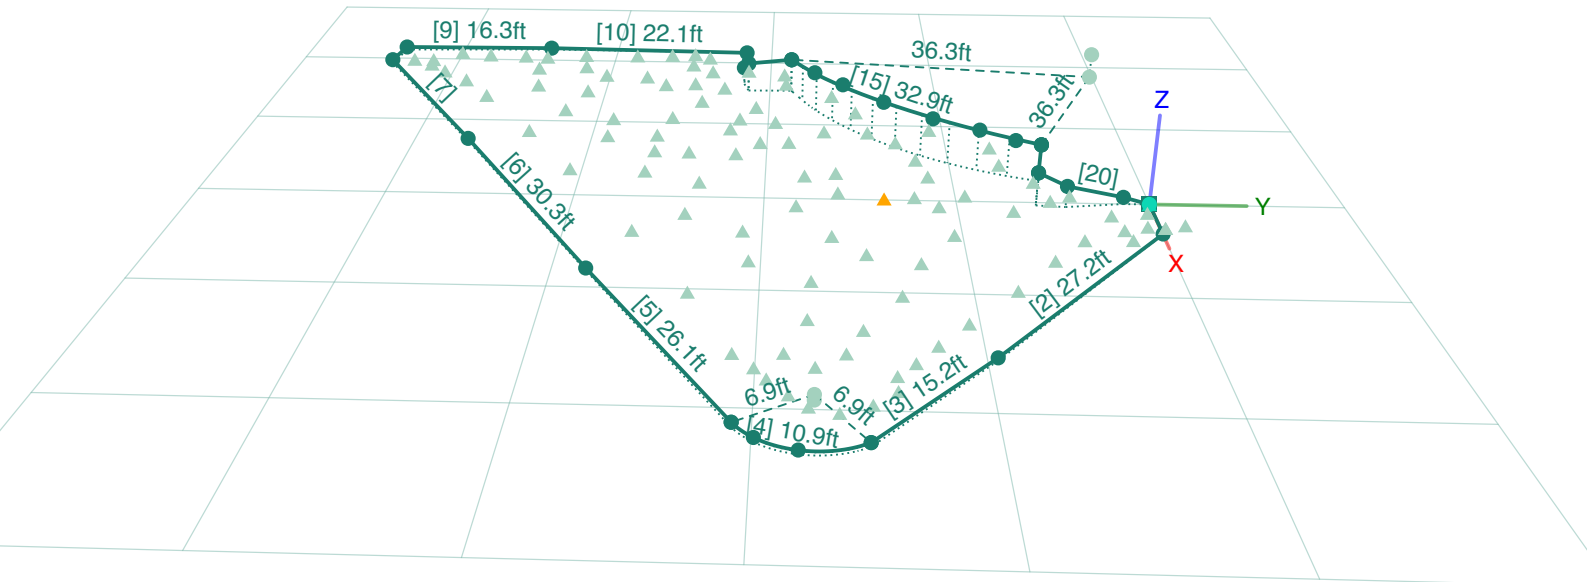 [9] 16.3ft
[10] 22.1ft
36.3ft
[7]
[15] 32.9ft
36.3ft
Z
[6] 30.3ft
[20]
Y
X
[2] 27.2ft
[5] 26.1ft
[3] 15.2ft
6.9ft
6.9ft
[4] 10.9ft